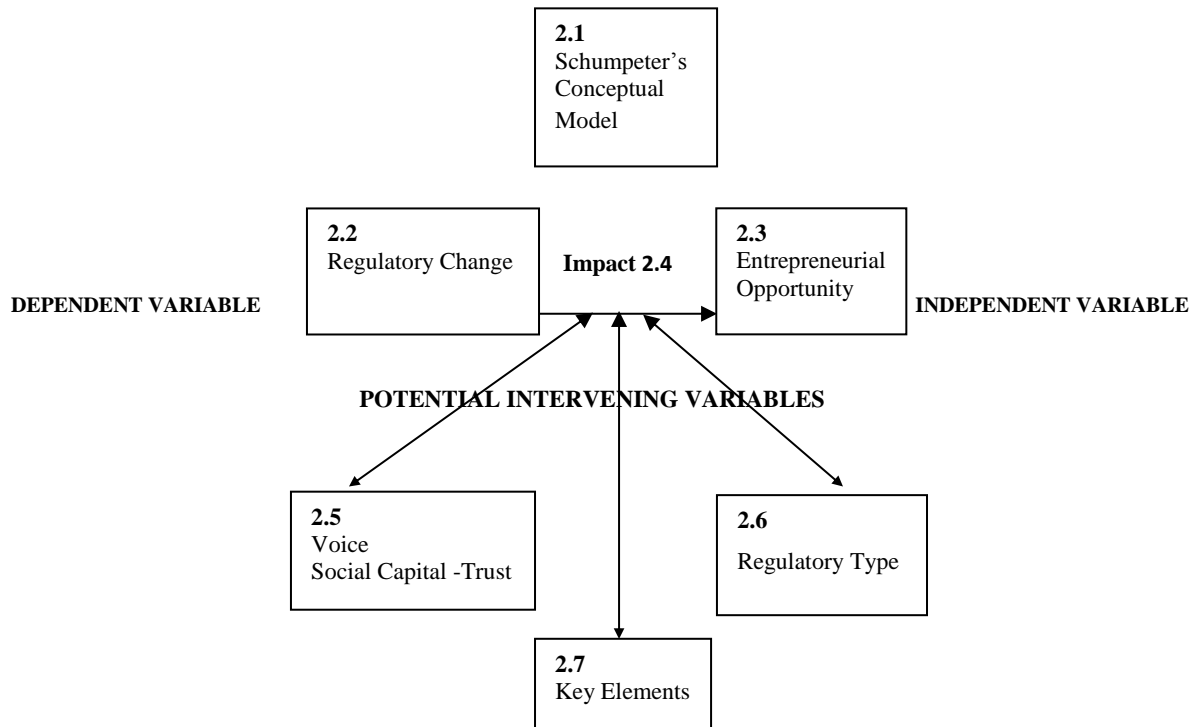 2.1
Schumpeter’s
Conceptual
Model
2.2
Regulatory Change
Impact 2.4
2.3
Entrepreneurial
Opportunity
DEPENDENT VARIABLE
INDEPENDENT VARIABLE
POTENTIAL INTERVENING VARIABLES
2.5
Voice
Social Capital -Trust
2.6
Regulatory Type
2.7
Key Elements